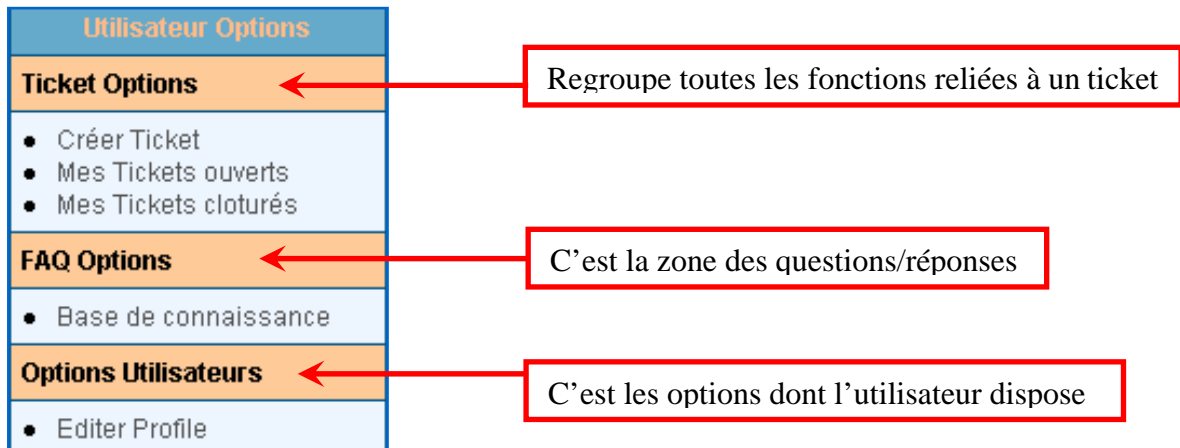 Utilisateur Options
Ticket Options
Regroupe toutes les fonctions reliées à un ticket
• Créer Ticket
• Mes Tickets ouverts
• Mes Tickets cloturés
FAQ Options
C’est la zone des questions/réponses
• Base de connaissance
Options Utilisateurs
C’est les options dont l’utilisateur dispose
• Editer Profile